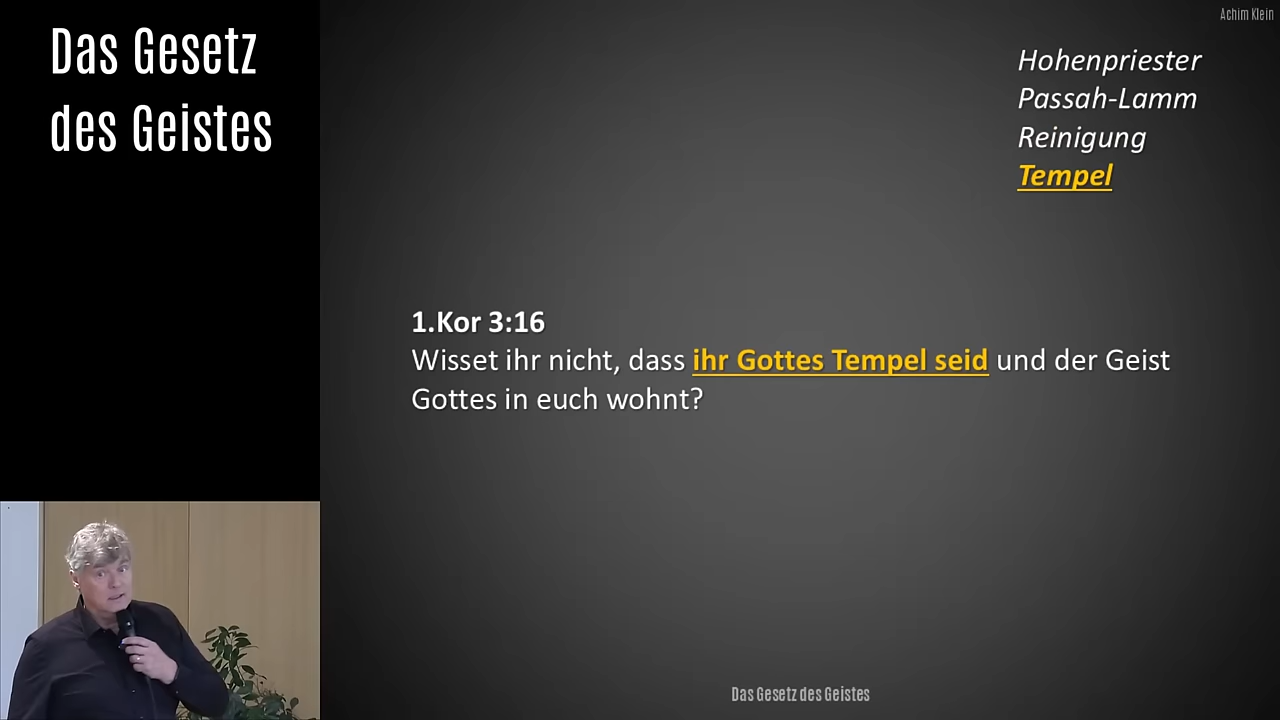 Das Gesetz
des Geistes
Achim Klein
Hohenpriester
Passah-Lamm
Reinigung
Tempel
1.Kor 3:16
Wisset ihr nicht, dass ihr Gottes Tempel seid und der Geist
Gottes in euch wohnt?
Das Gesetz des Geistes